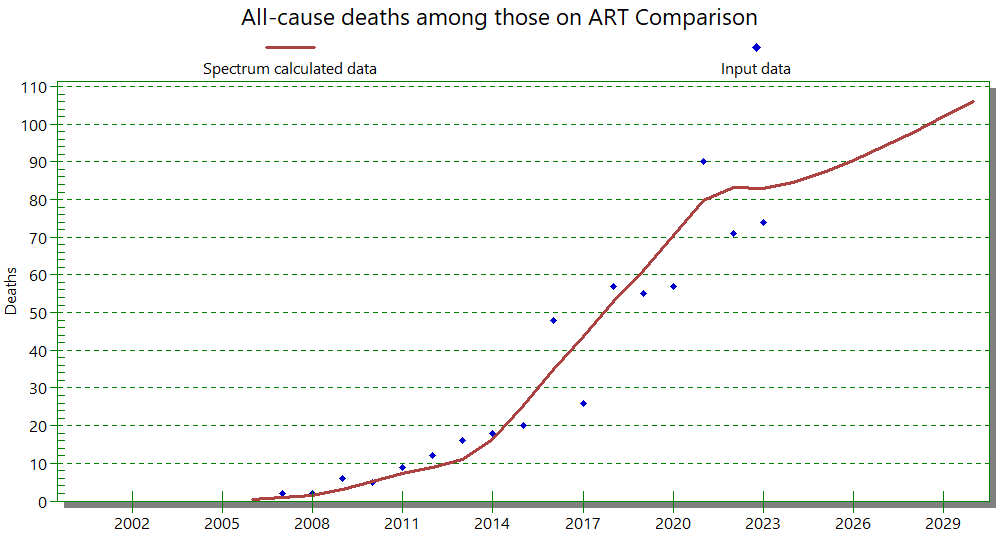 All-cause deaths among those on ART Comparison
Spectrum calculated data
Input data
Deaths
110
100
90
80
70
60
50
40
30
20
10
0
2002 2005 2008 2011 2014 2017 2020 2023 2026 2029